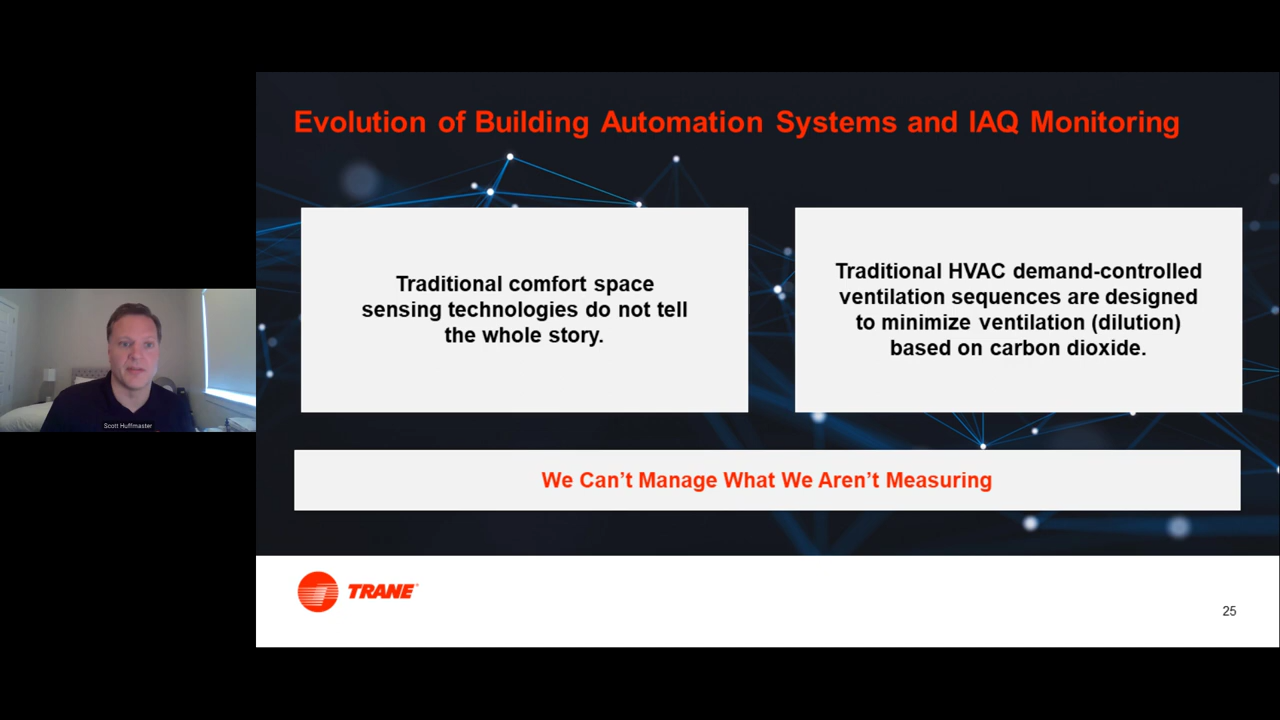 Evolution of Building Automation Systems and IAQ Monitoring
Traditional comfort space
sensing technologies do not tell
the whole story.
Traditional HVAC demand-controlled
ventilation sequences are designed
to minimize ventilation (dilution)
based on carbon dioxide.
We Can’t Manage What We Aren’t Measuring
Scott Huffmaster
TRANE
25